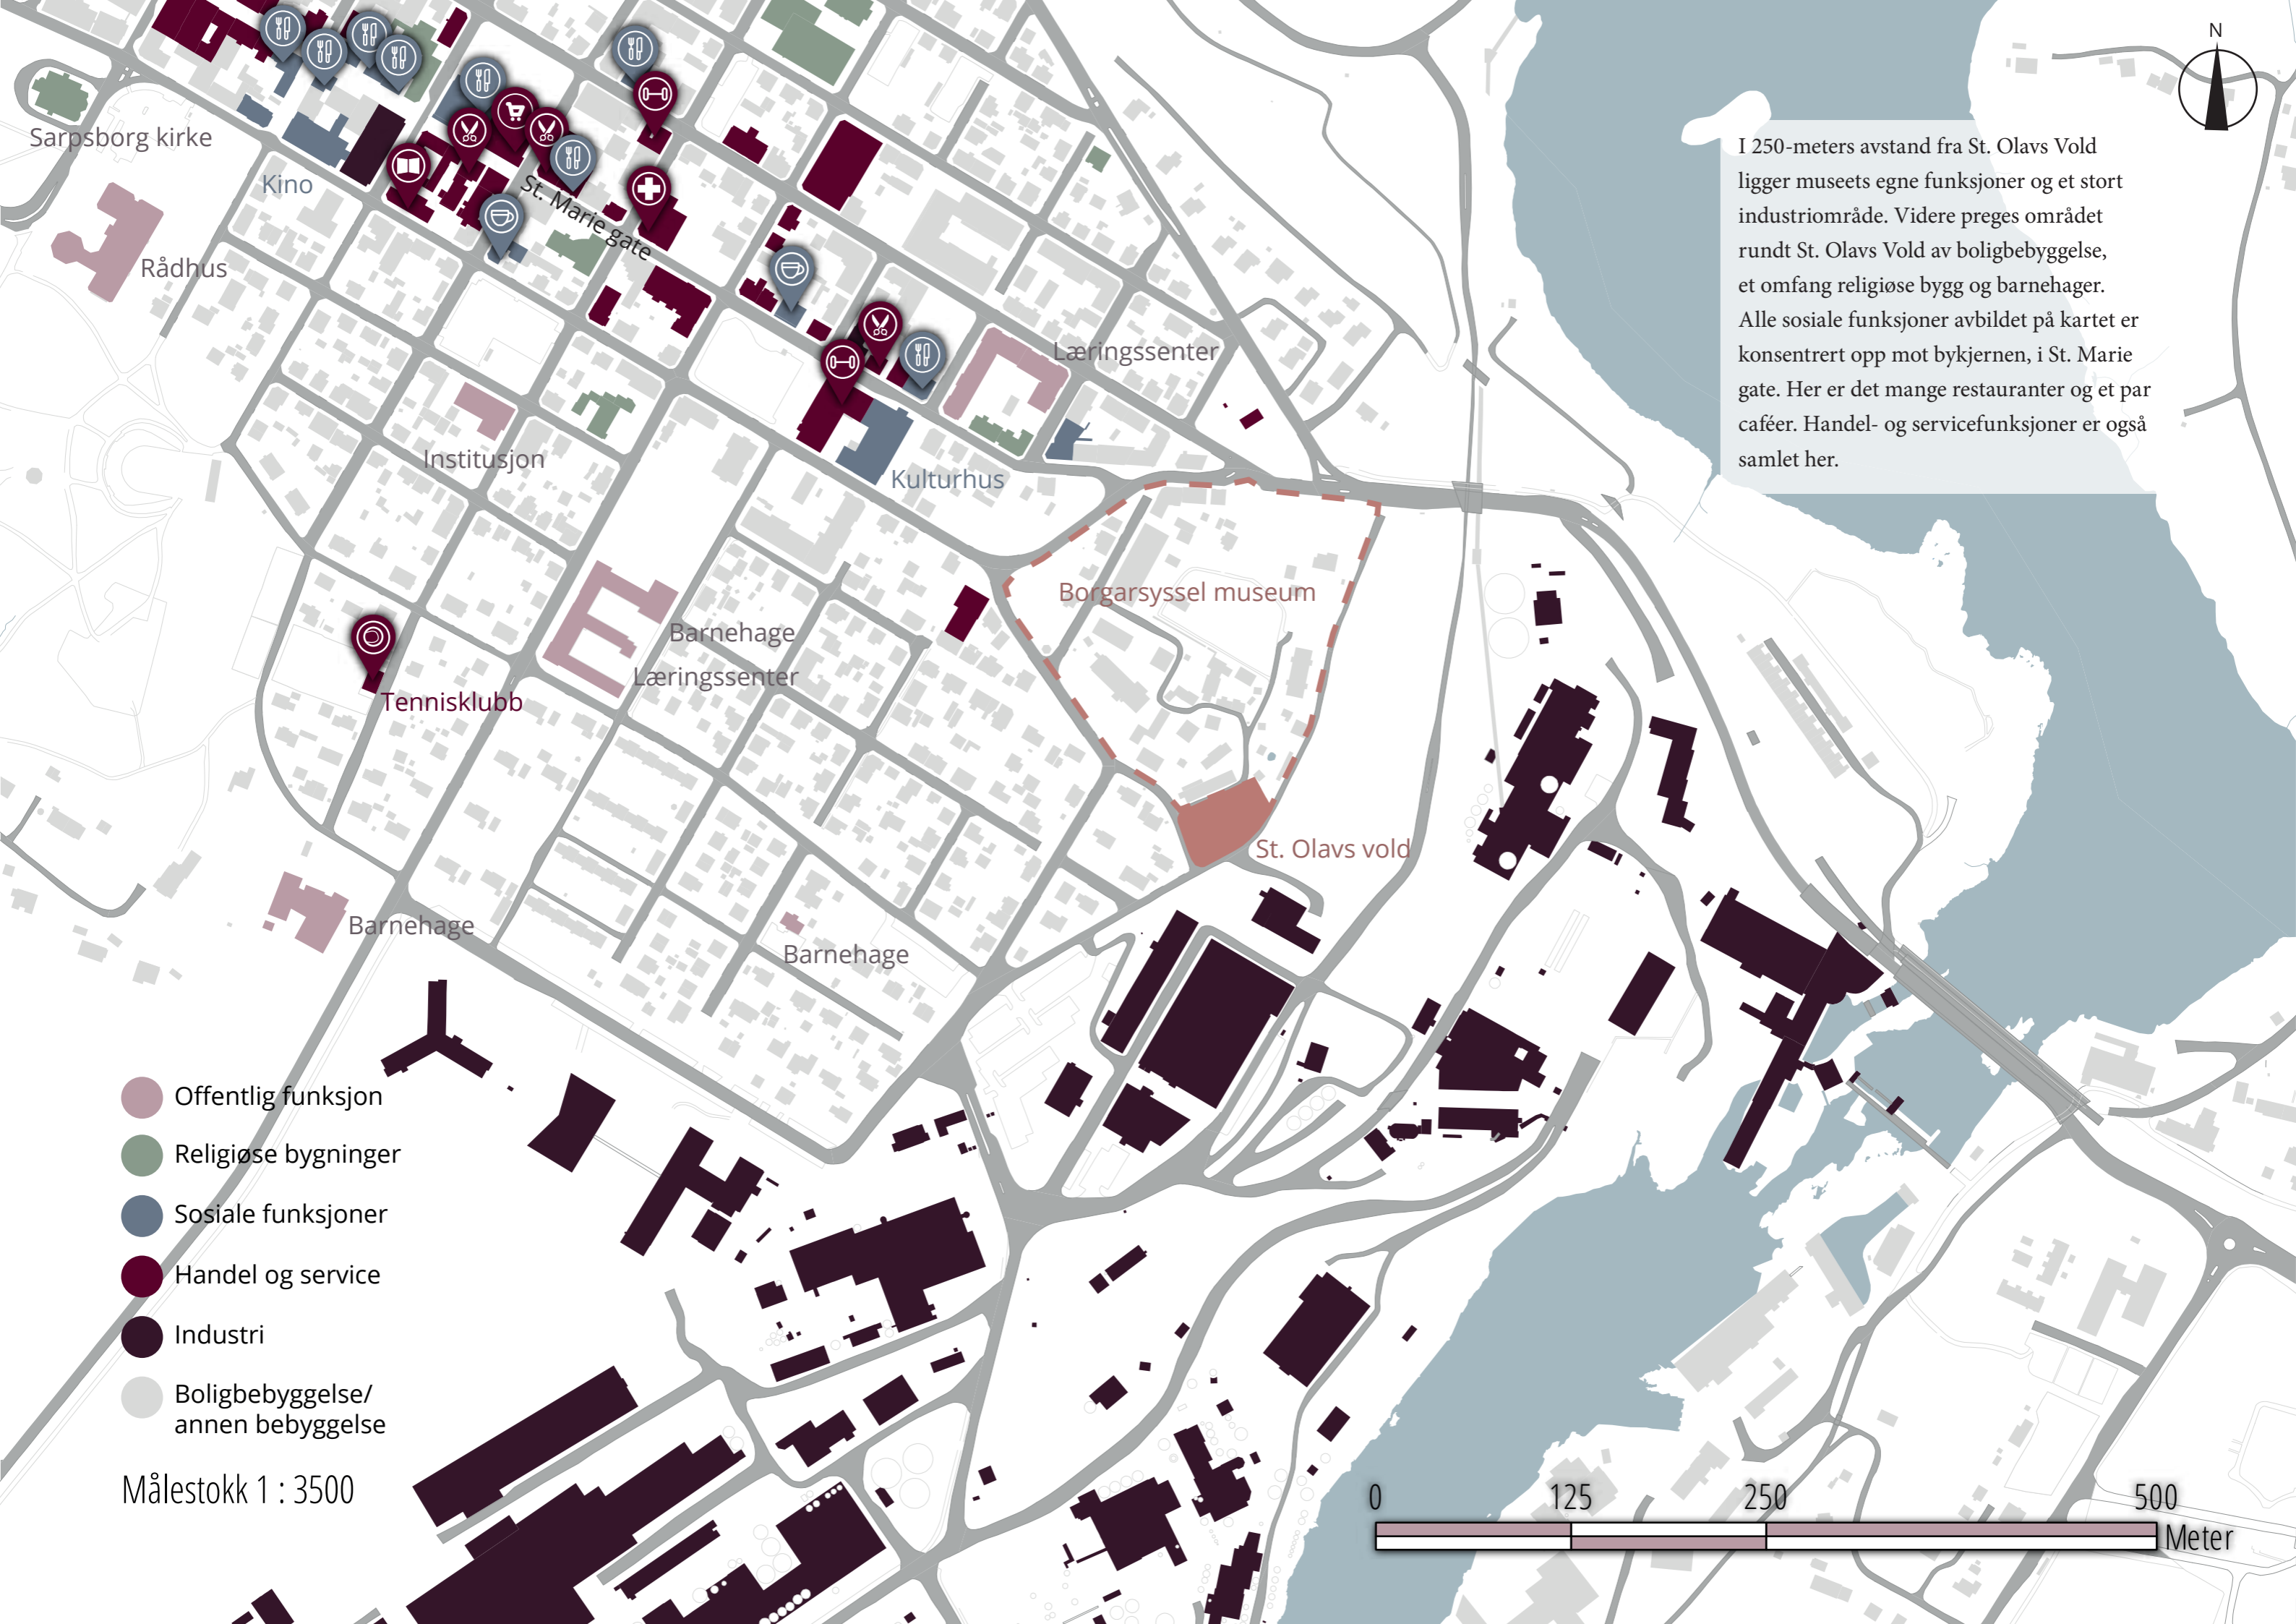 N
I 250-meters avstand fra St. Olavs Vold
ligger museets egne funksjoner og et stort
industriområde. Videre preges området
rundt St. Olavs Vold av boligbebyggelse,
et omfang religiøse bygg og barnehager.
Alle sosiale funksjoner avbildet på kartet er
konsentrert opp mot bykjernen, i St. Marie
gate. Her er det mange restauranter og et par
caféer. Handel- og servicefunksjoner er også
samlet her.
Sarpsborg kirke
Kino
St. Marie gate
Rådhus
Læringssenter
Institusjon
Kulturhus
Borgarsyssel museum
Barnehage
Læringssenter
Tennisklubb
St. Olavs vold
Barnehage
Barnehage
Offentlig funksjon
Religiøse bygninger
Sosiale funksjoner
Handel og service
Industri
Boligbebyggelse/
annen bebyggelse
Målestokk 1 : 3500
0 125 250 500
Meter